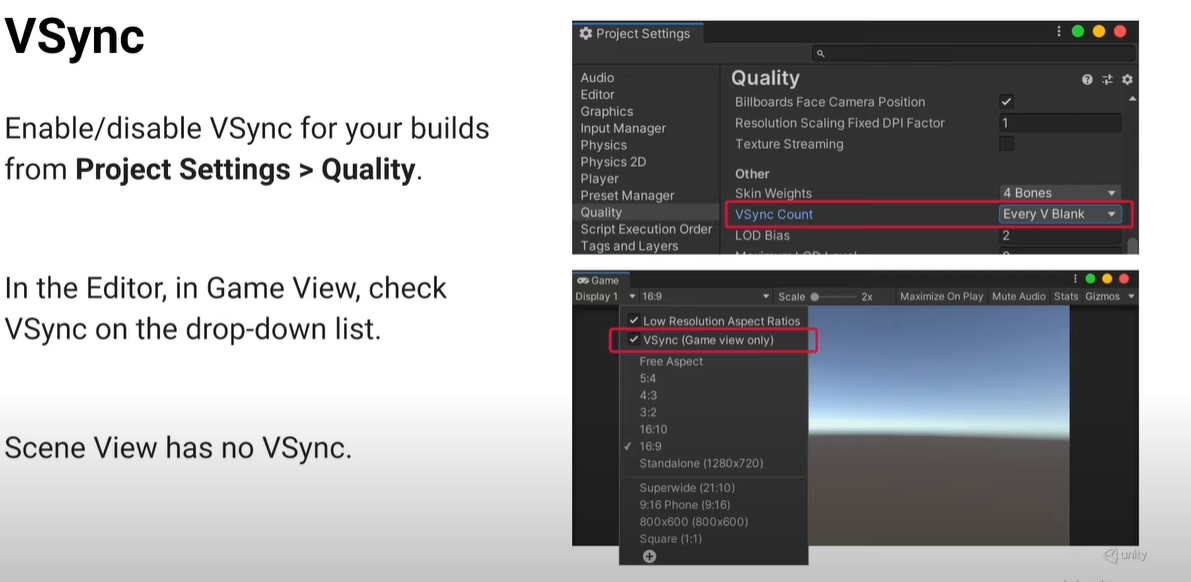 VSync
Enable/disable VSync for your builds
from Project Settings > Quality.
In the Editor, in Game View, check
VSync on the drop-down list.
Scene View has no VSync.
Project Settings
Audio
Editor
Graphics
Input Manager
Physics
Physics 2D
Player
Preset Manager
Quality
Script Execution Order
Tags and Layers
Quality
Billboards Face Camera Position
Resolution Scaling Fixed DPI Factor 1
Texture Streaming
Other
Skin Weights 4 Bones
VSync Count Every V Blank
LOD Bias 2
Game
Display 1 16:9 Scale 2x Maximize On Play Mute Audio Stats Gizmos
Low Resolution Aspect Ratios
VSync (Game view only)
Free Aspect
5:4
4:3
3:2
16:10
16:9
Standalone (1280x720)
Superwide (21:10)
9:16 Phone (9:16)
800x600 (800x600)
Square (1:1)
unity